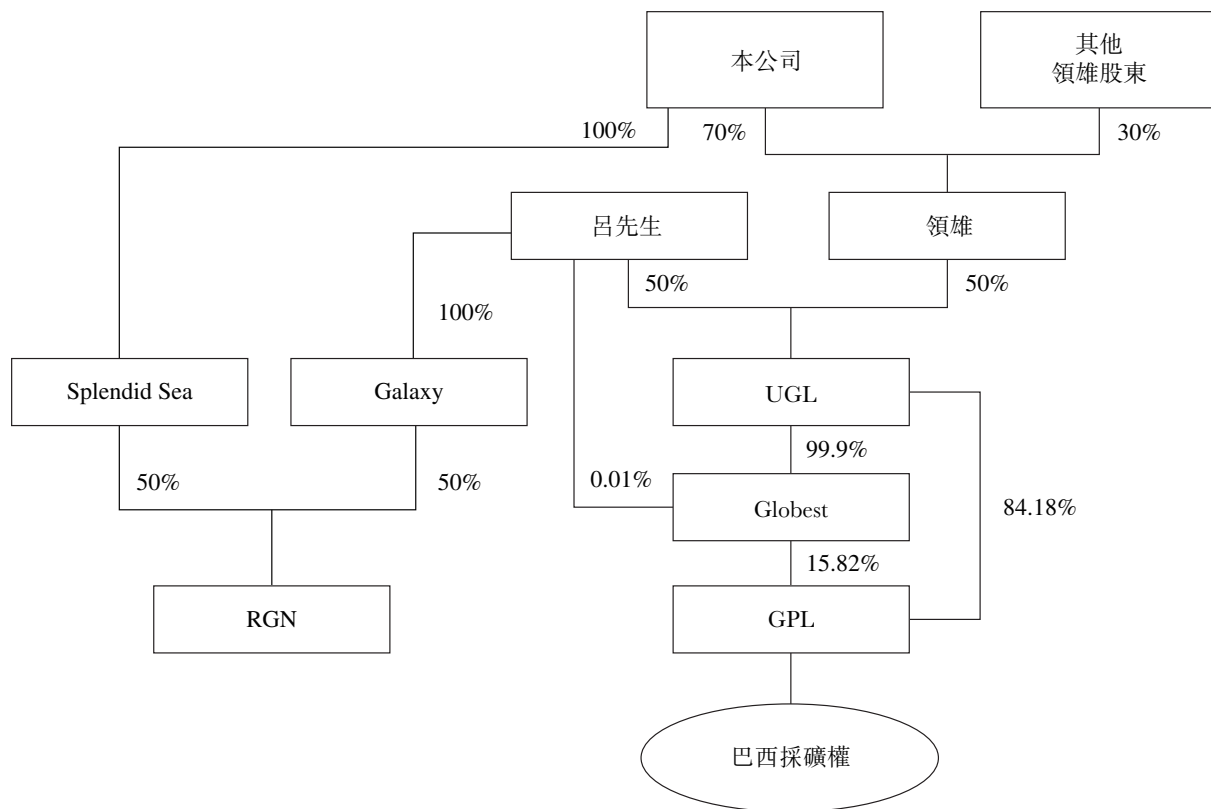 本公司
其他
領雄股東
100%
70%
30%
呂先生
領雄
50%
50%
100%
Splendid Sea
Galaxy
UGL
99.9%
50%
50%
0.01%
Globest
84.18%
15.82%
RGN
GPL
巴西採礦權